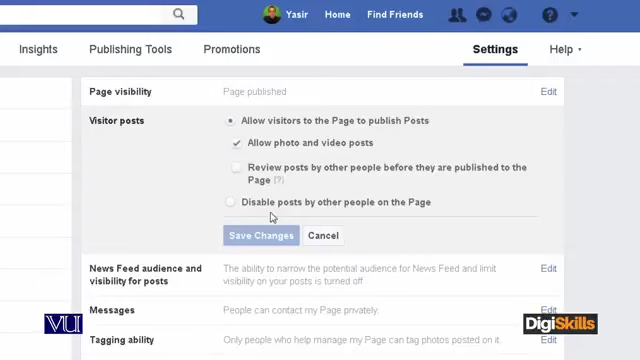 Yasir Home Find Friends
Insights Publishing Tools Promotions Settings Help
Page visibility Page published Edit
Visitor posts Allow visitors to the Page to publish Posts
Allow photo and video posts
Review posts by other people before they are published to the
Page [?]
Disable posts by other people on the Page
Save Changes Cancel
News Feed audience and The ability to narrow the potential audience for News Feed and limit Edit
visibility for posts visibility on your posts is turned off
Messages People can contact my Page privately. Edit
VU DigiSkills
Tagging ability Only people who help manage my Page can tag photos posted on it. Edit